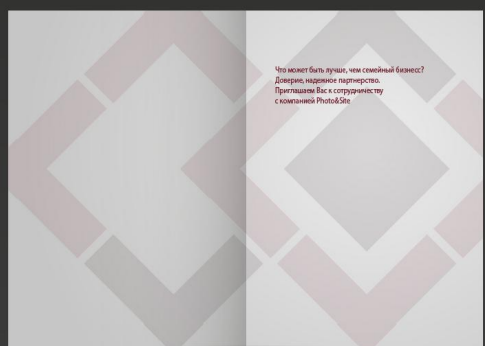 Что может быть лучше, чем семейный бизнес?
Доверие, надежное партнерство.
Приглашаем Вас к сотрудничеству
с компанией Photo&Site